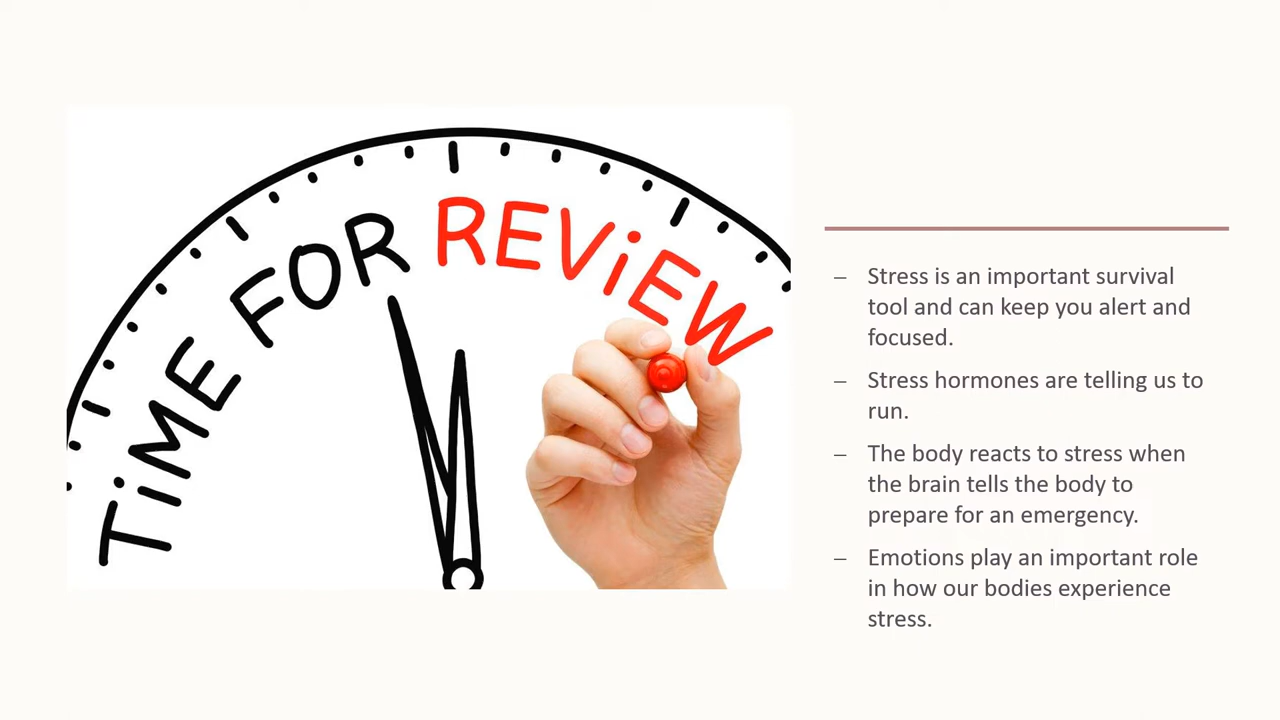 TiME FOR REViEW
– Stress is an important survival
tool and can keep you alert and
focused.
– Stress hormones are telling us to
run.
– The body reacts to stress when
the brain tells the body to
prepare for an emergency.
– Emotions play an important role
in how our bodies experience
stress.